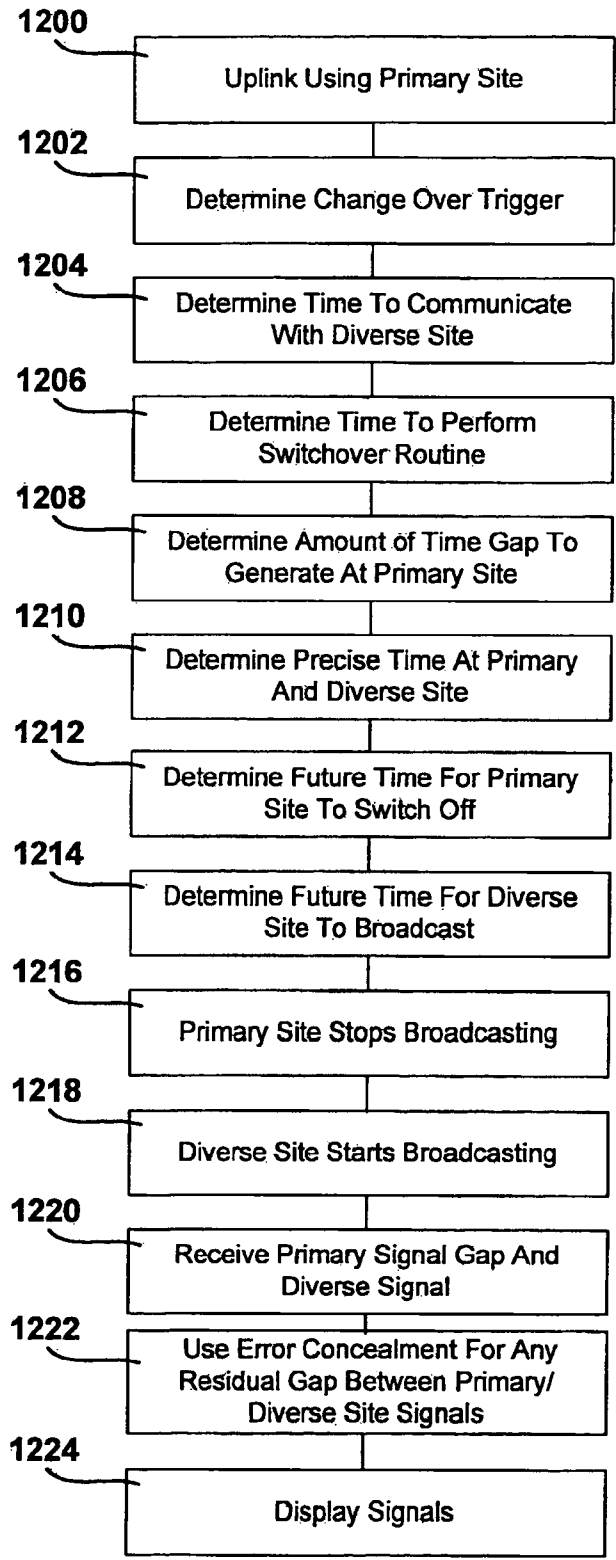 1200
Uplink Using Primary Site
1202
Determine Change Over Trigger
1204
Determine Time To Communicate
With Diverse Site
1206
Determine Time To Perform
Switchover Routine
1208
Determine Amount of Time Gap To
Generate At Primary Site
1210
Determine Precise Time At Primary
And Diverse Site
1212
Determine Future Time For Primary
Site To Switch Off
1214
Determine Future Time For Diverse
Site To Broadcast
1216
Primary Site Stops Broadcasting
1218
Diverse Site Starts Broadcasting
1220
Receive Primary Signal Gap And
Diverse Signal
1222
Use Error Concealment For Any
Residual Gap Between Primary/
Diverse Site Signals
1224
Display Signals